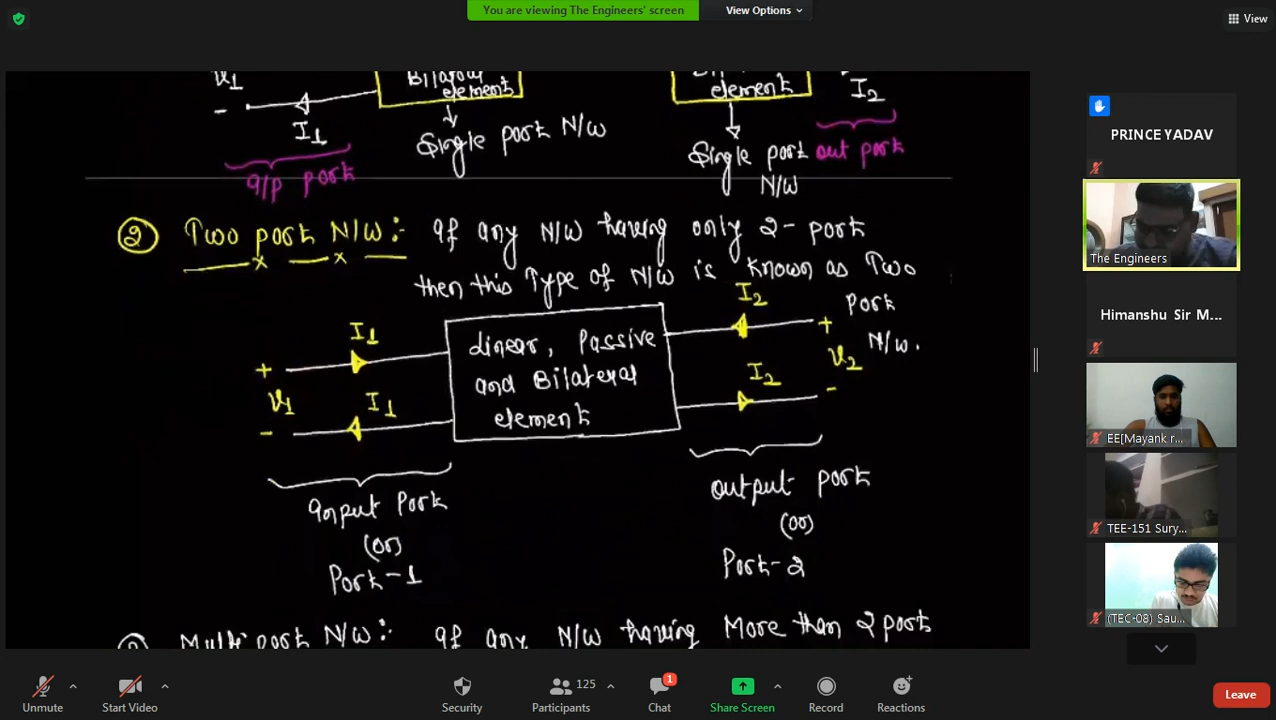 You are viewing The Engineers' screen
View Options
View
V1
-
I1
Bilateral
element
Single port N/W
i/p port
element
I2
Single port
N/W
out port
② Two port N/W :- If any N/W having only 2-port
then this Type of N/W is known as Two
Port
N/W.
I1
+
V1
-
I1
Linear, Passive
and Bilateral
element
I2
+
V2
-
I2
Input Port
(or)
Port-1
output port
(or)
Port-2
Multi port N/W :- If any N/W having More than 2 port
PRINCE YADAV
The Engineers
Himanshu Sir M...
EE[Mayank r...
TEE-151 Sury...
(TEC-08) Sau...
Unmute
Start Video
Security
Participants
125
Chat
1
Share Screen
Record
Reactions
Leave